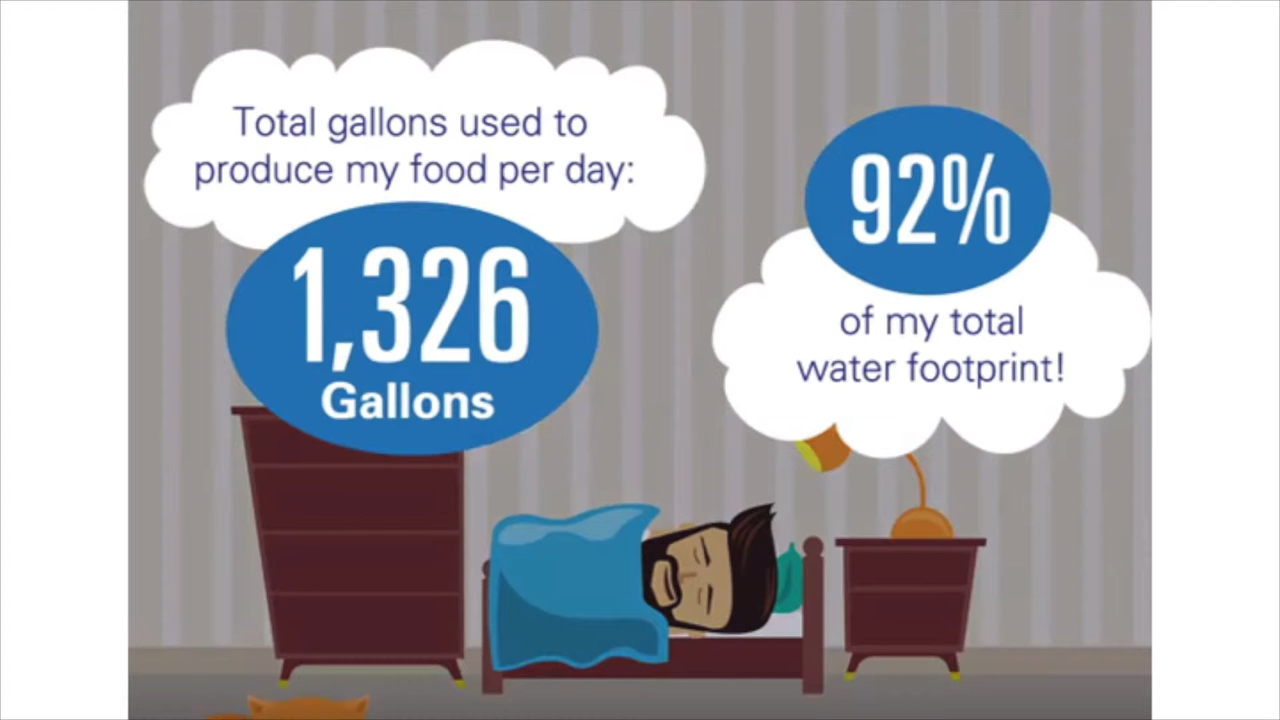 Total gallons used to
produce my food per day:
1,326
Gallons
92%
of my total
water footprint!